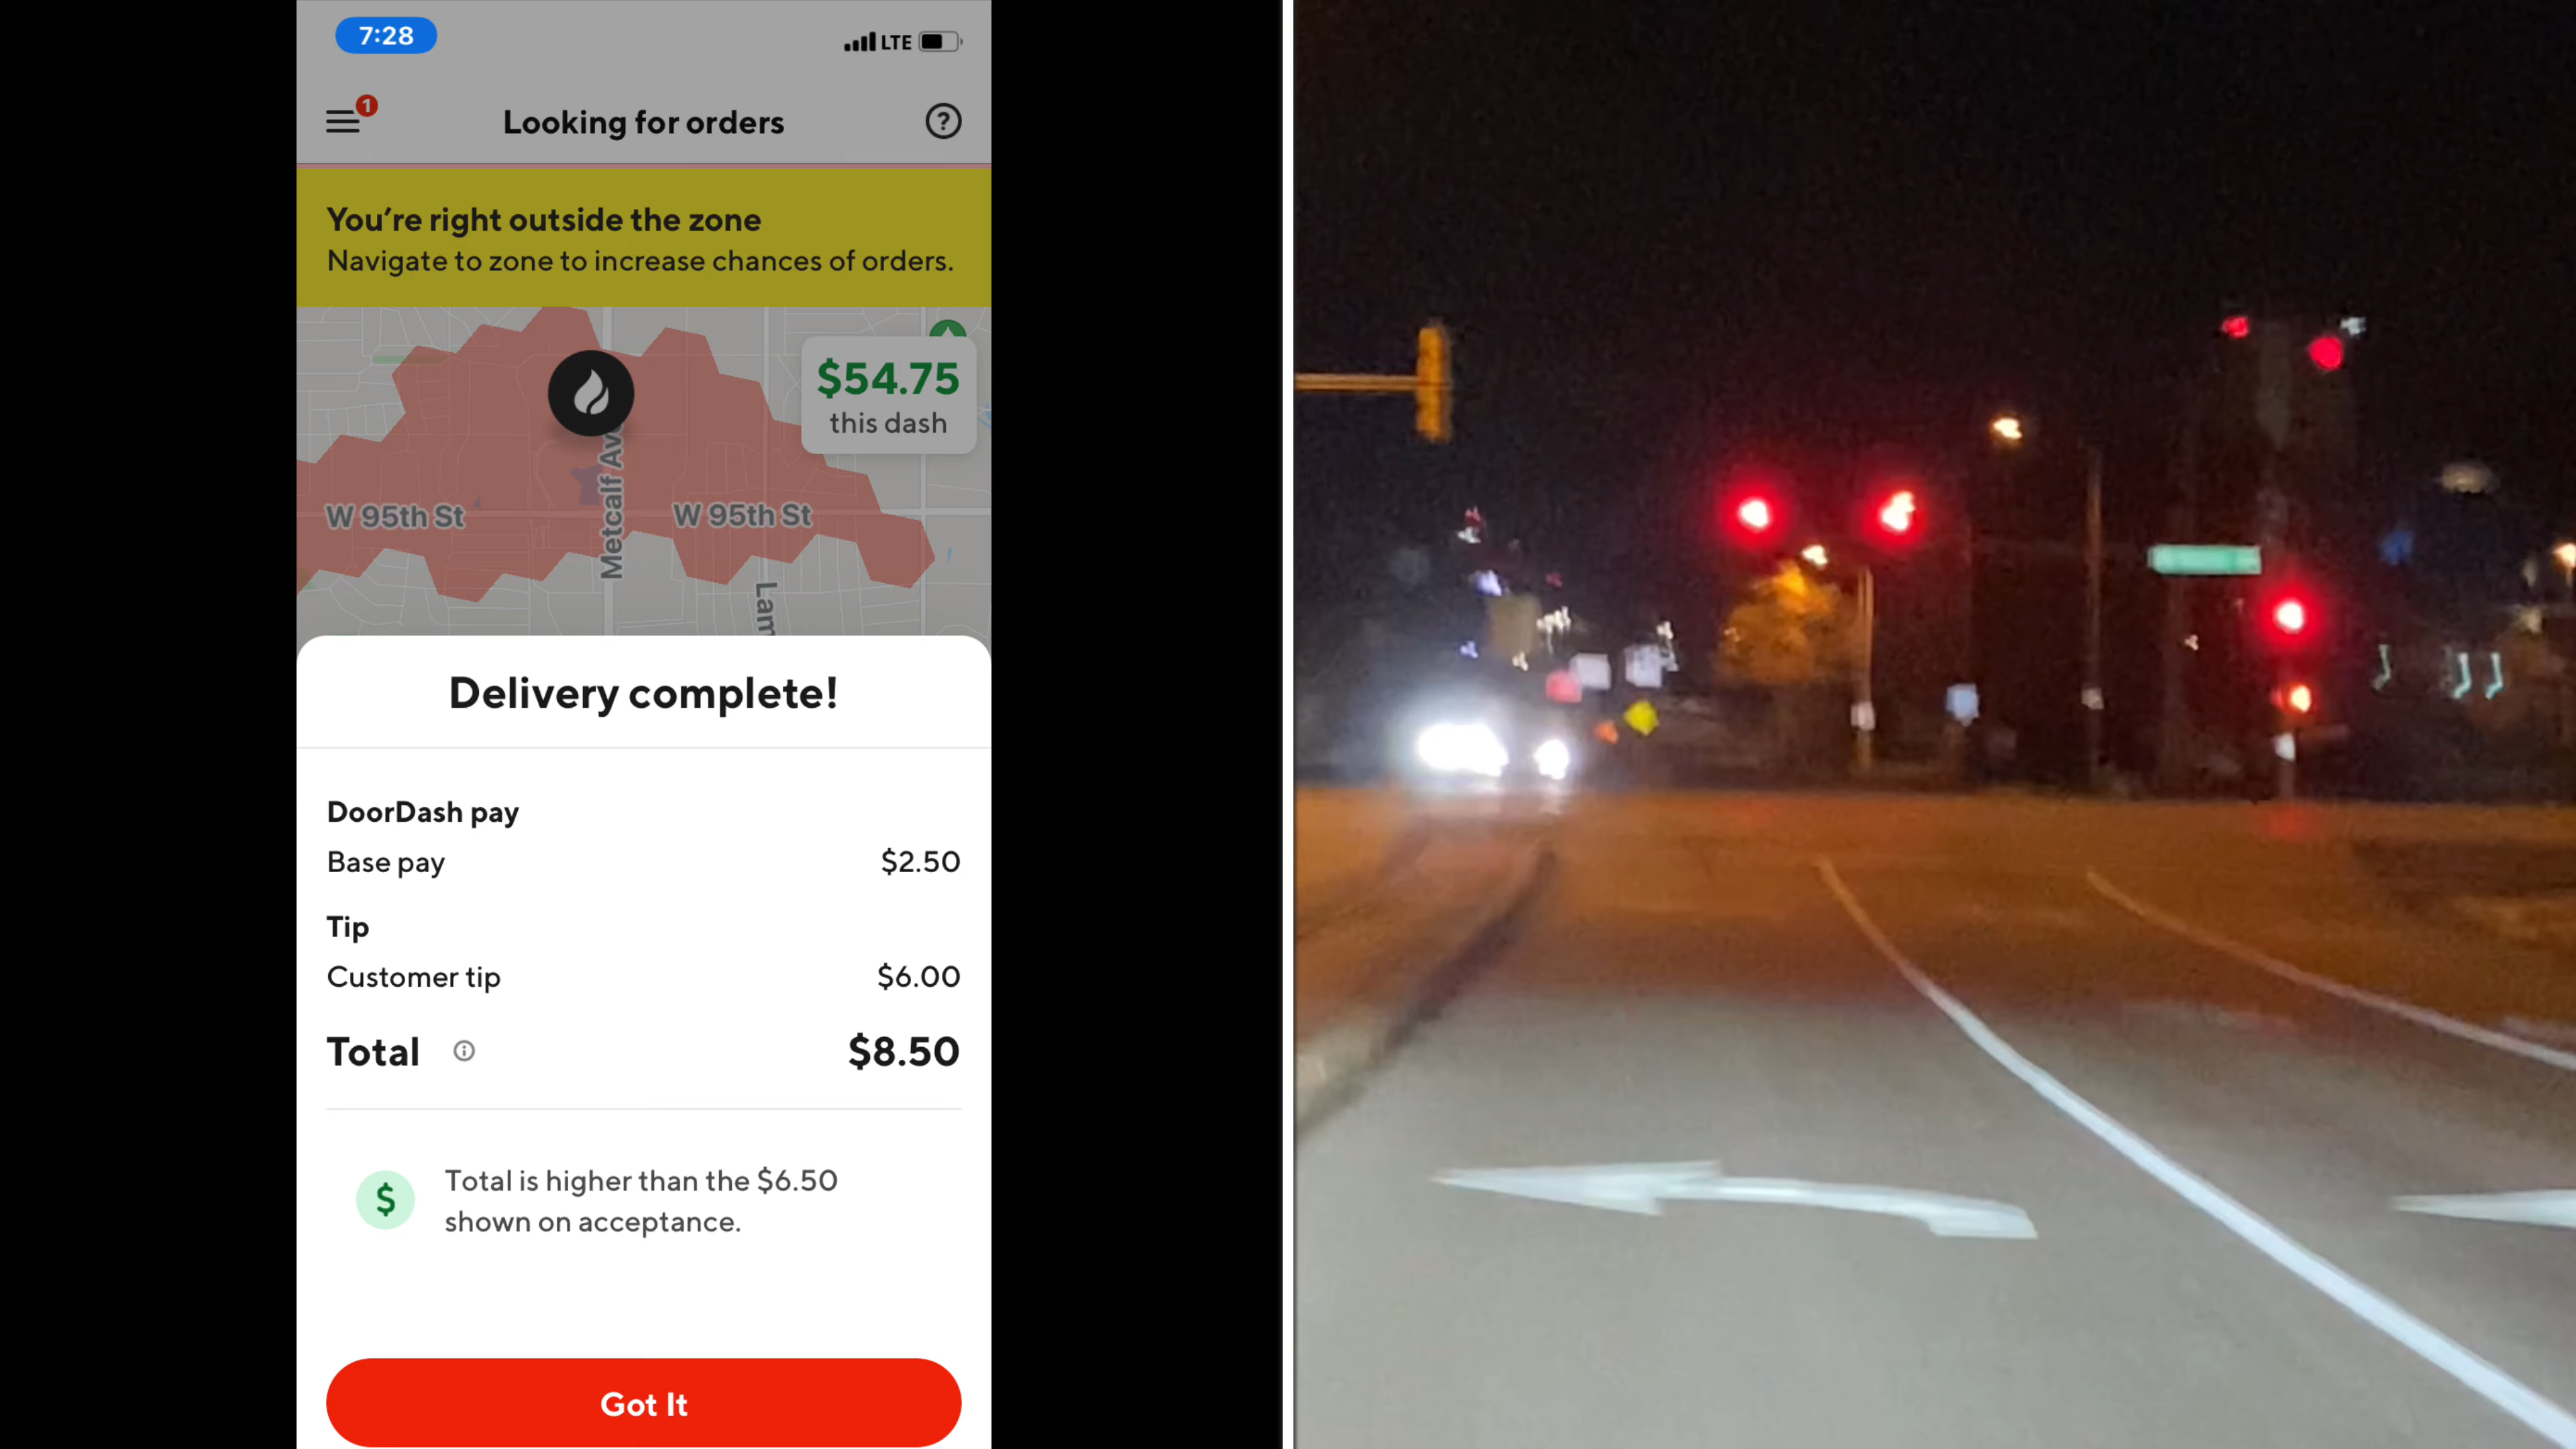 7:28
LTE
1
Looking for orders
?
You're right outside the zone
Navigate to zone to increase chances of orders.
$54.75
this dash
Metcalf Ave
W 95th St
W 95th St
Lam
Delivery complete!
DoorDash pay
Base pay $2.50
Tip
Customer tip $6.00
Total $8.50
$ Total is higher than the $6.50
shown on acceptance.
Got It